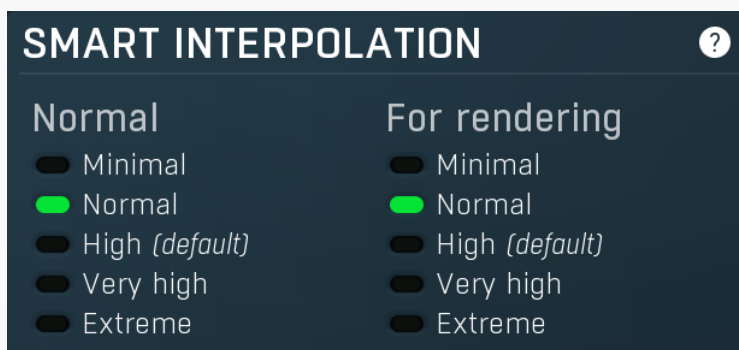 SMART INTERPOLATION ?
Normal
Minimal
Normal
High (default)
Very high
Extreme
For rendering
Minimal
Normal
High (default)
Very high
Extreme